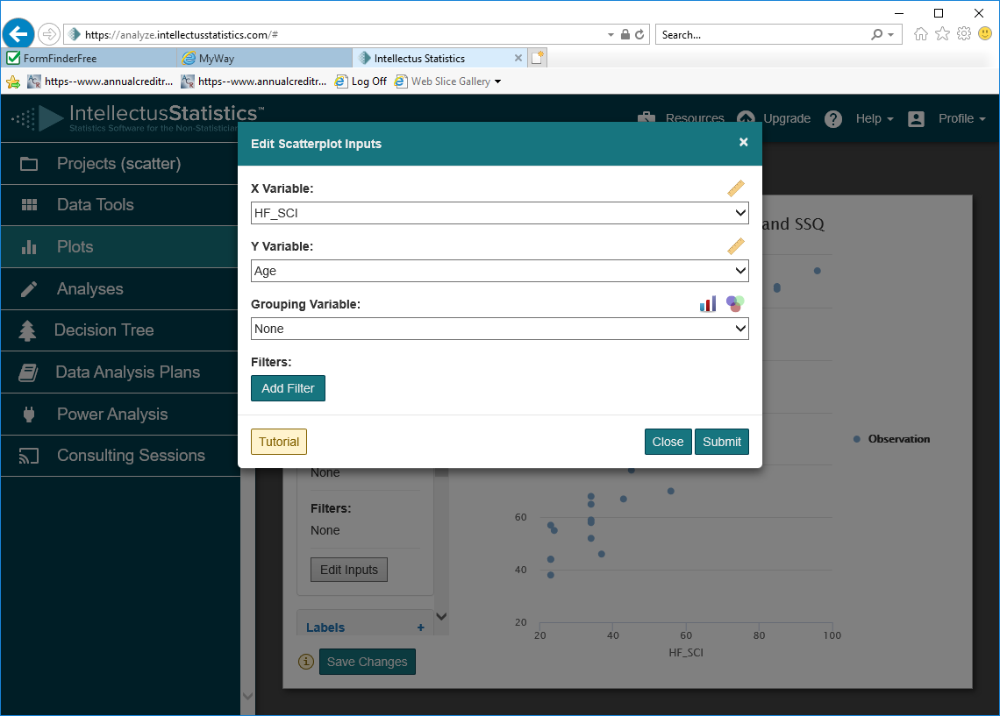 https://analyze.intellectusstatistics.com/#
Search...
FormFinderFree
MyWay
Intellectus Statistics
https--www.annualcreditr...
https--www.annualcreditr...
Log Off
Web Slice Gallery
IntellectusStatistics™
Statistics Software for the Non-Statistician
Resources
Upgrade
Help
Profile
Projects (scatter)
Data Tools
Plots
Analyses
Decision Tree
Data Analysis Plans
Power Analysis
Consulting Sessions
Edit Scatterplot Inputs
×
X Variable:
HF_SCI
Y Variable:
Age
Grouping Variable:
None
Filters:
Add Filter
Tutorial
Close
Submit
and SSQ
Observation
None
Filters:
None
Edit Inputs
Labels +
Save Changes
60
40
20
20 40 60 80 100
HF_SCI